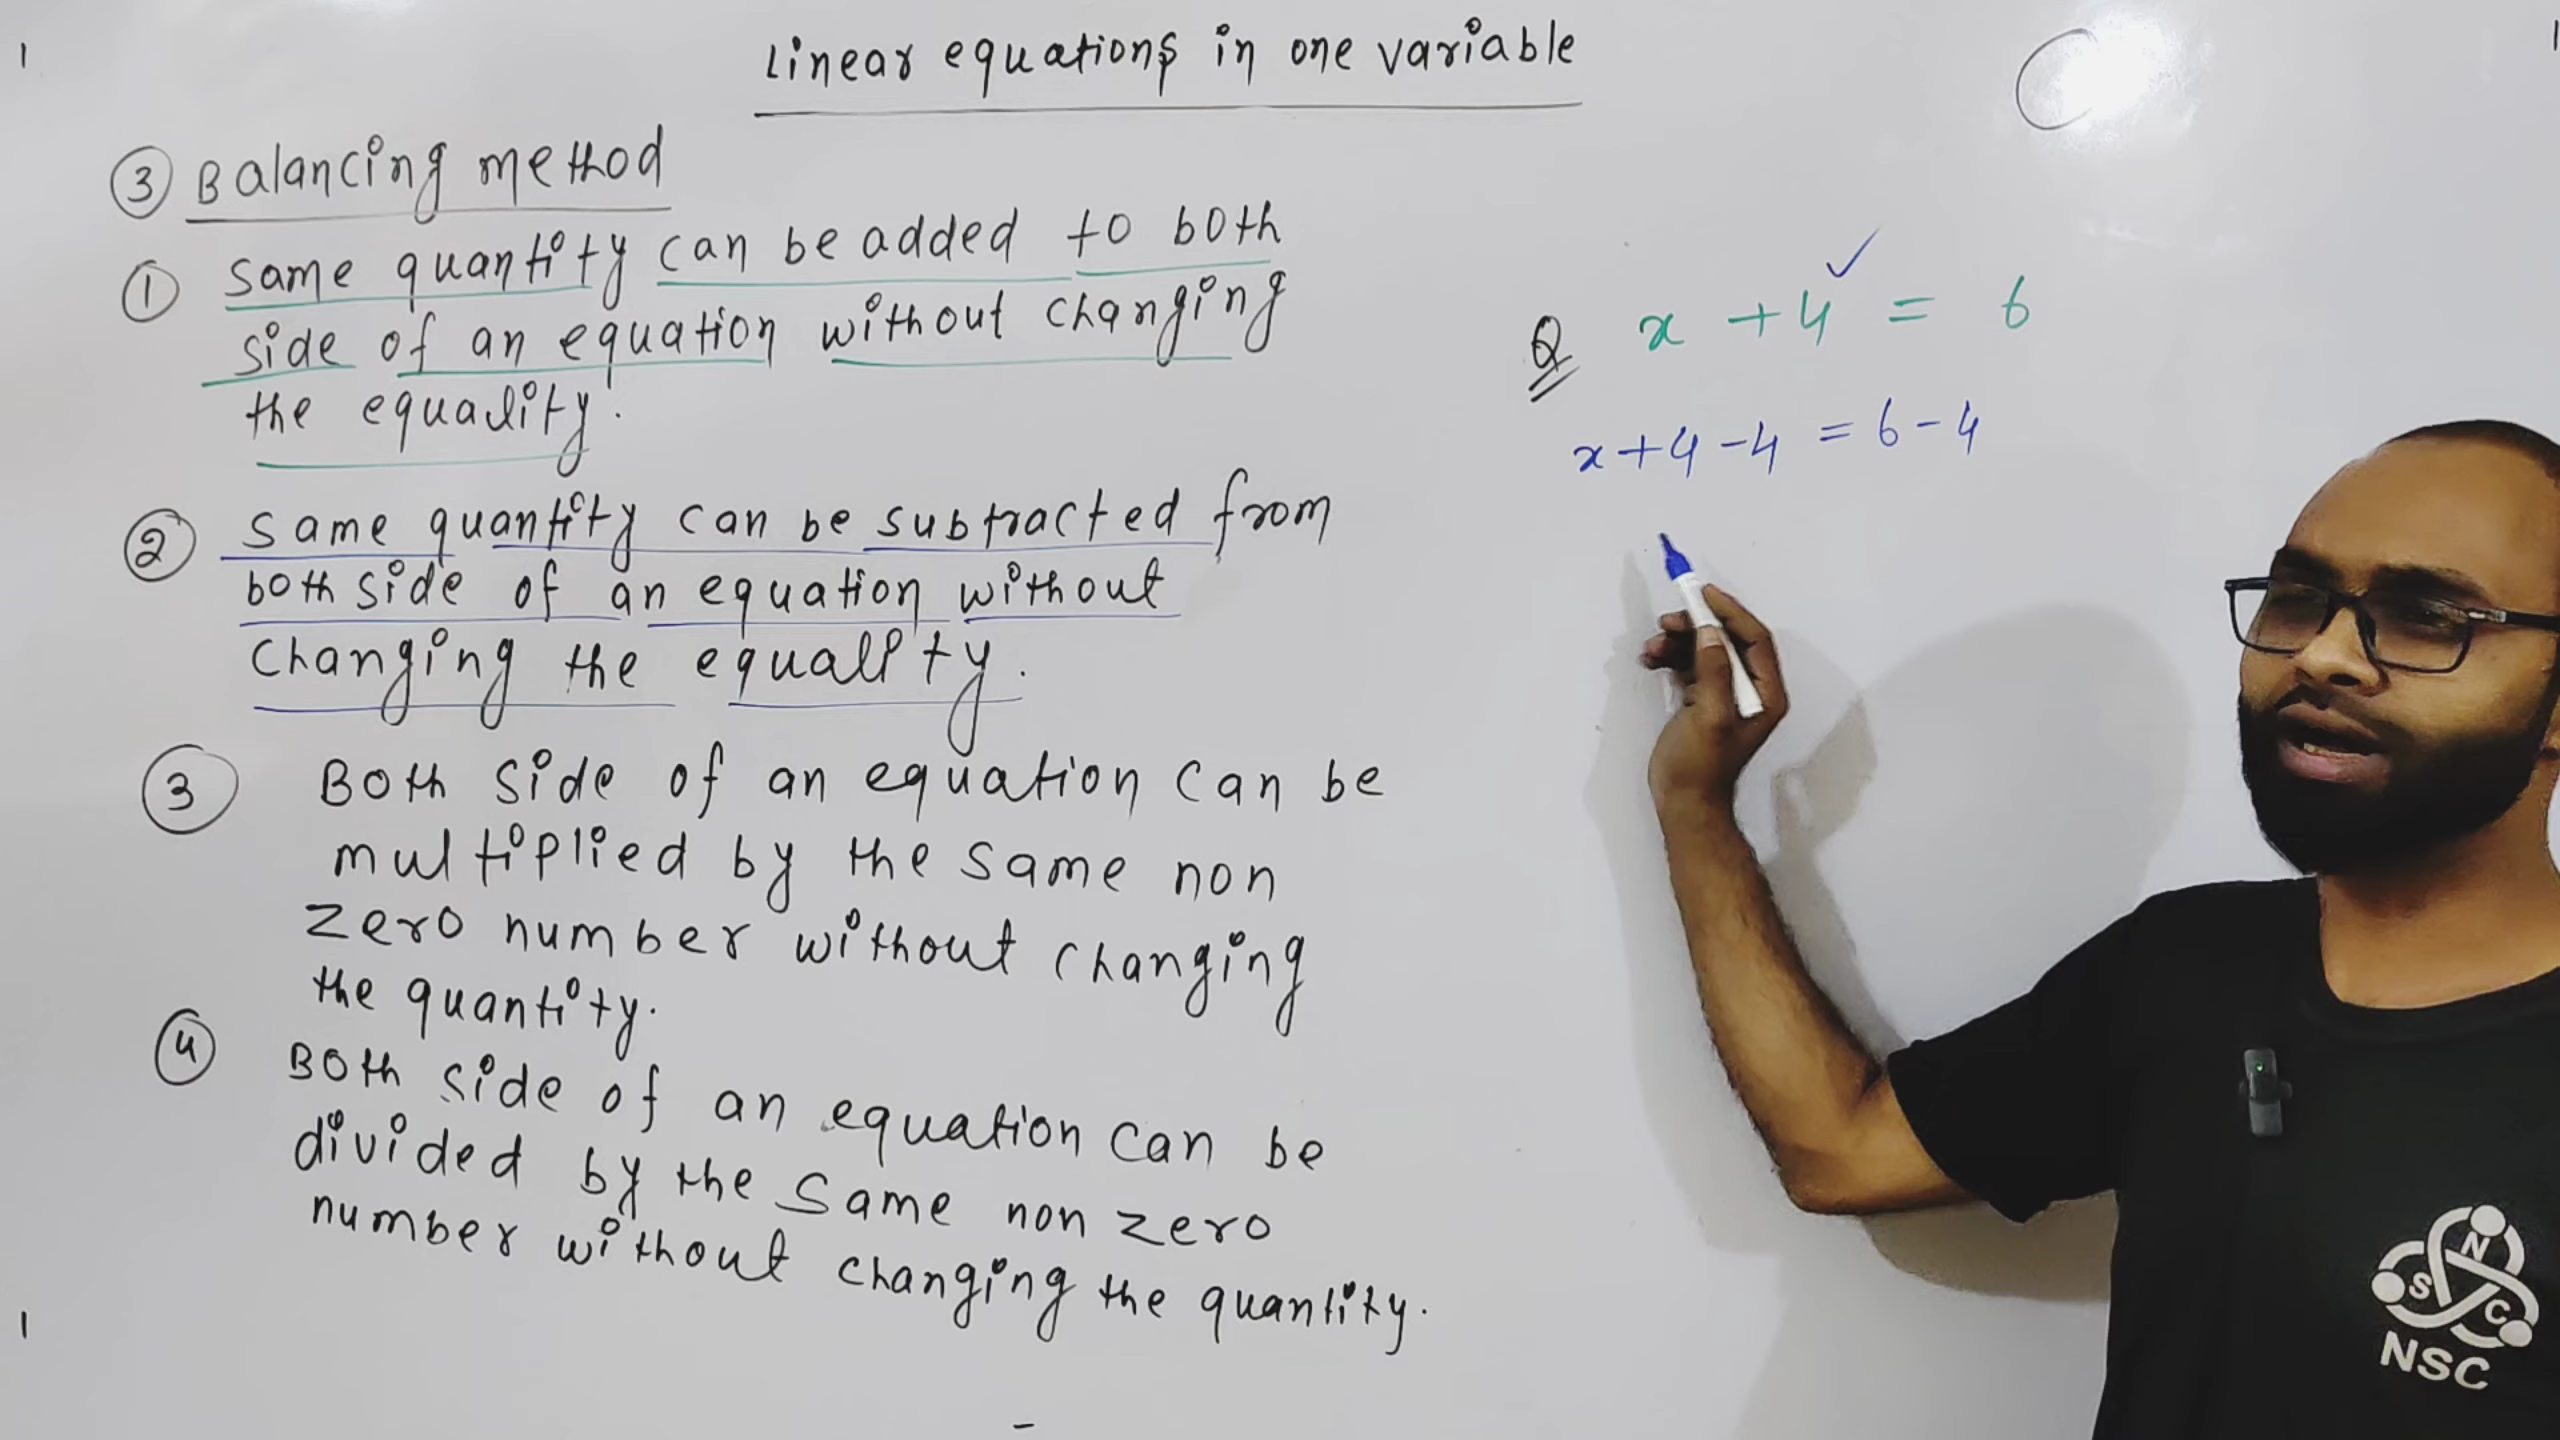 Linear equations in one variable
③ Balancing method
① same quantity can be added to both
side of an equation without changing
the equality.
② same quantity can be subtracted from
both side of an equation without
changing the equality.
③ Both side of an equation can be
multiplied by the same non
zero number without changing
the quantity.
④ Both side of an equation can be
divided by the same non zero
number without changing the quantity.
Q x + 4 = 6
x + 4 - 4 = 6 - 4
N
S C
NSC